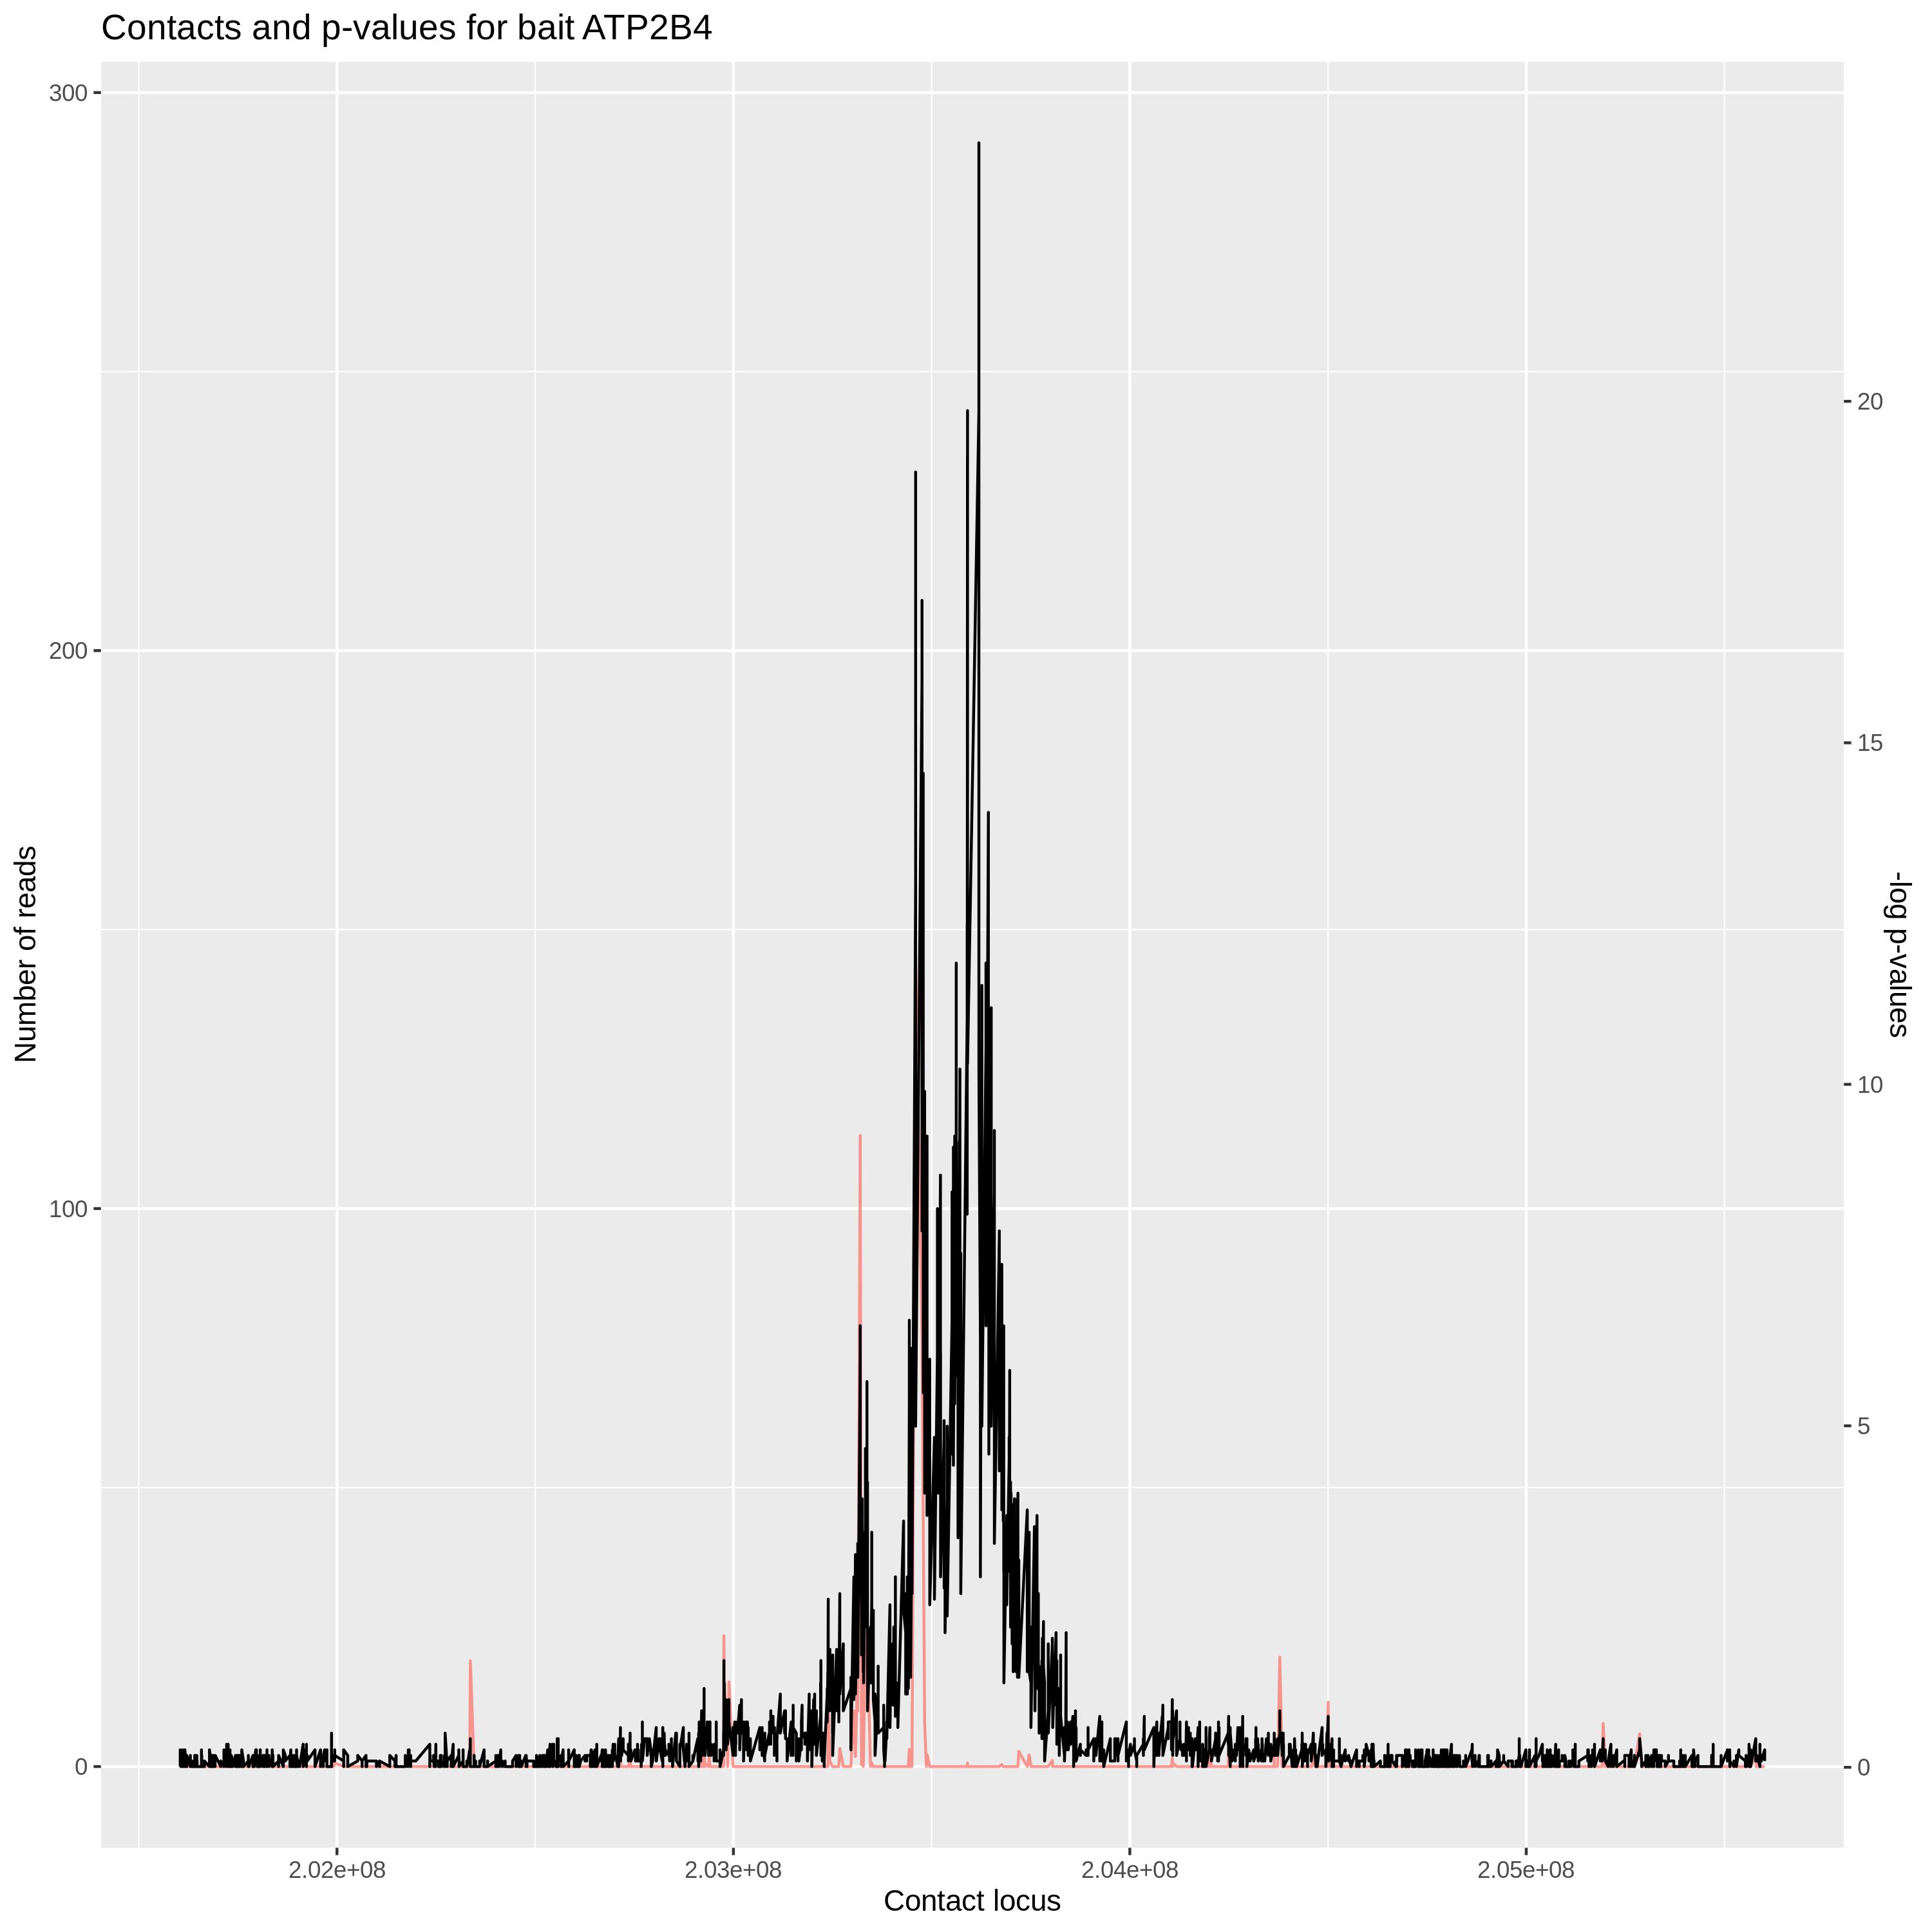 Contacts and p-values for bait ATP2B4
300
200
100
0
Number of reads
20
15
10
5
0
-log p-values
2.02e+08 2.03e+08 2.04e+08 2.05e+08
Contact locus